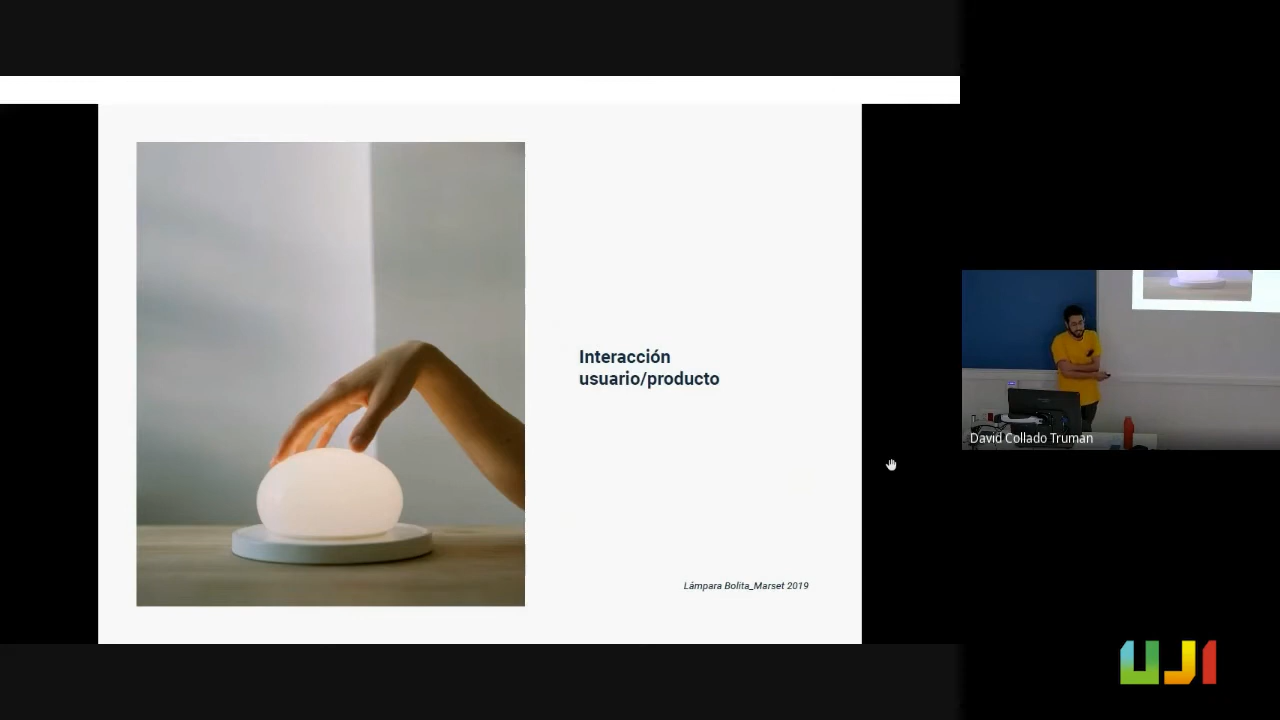 Interacción
usuario/producto
Lámpara Bolita_Marset 2019
David Collado Truman
UJI